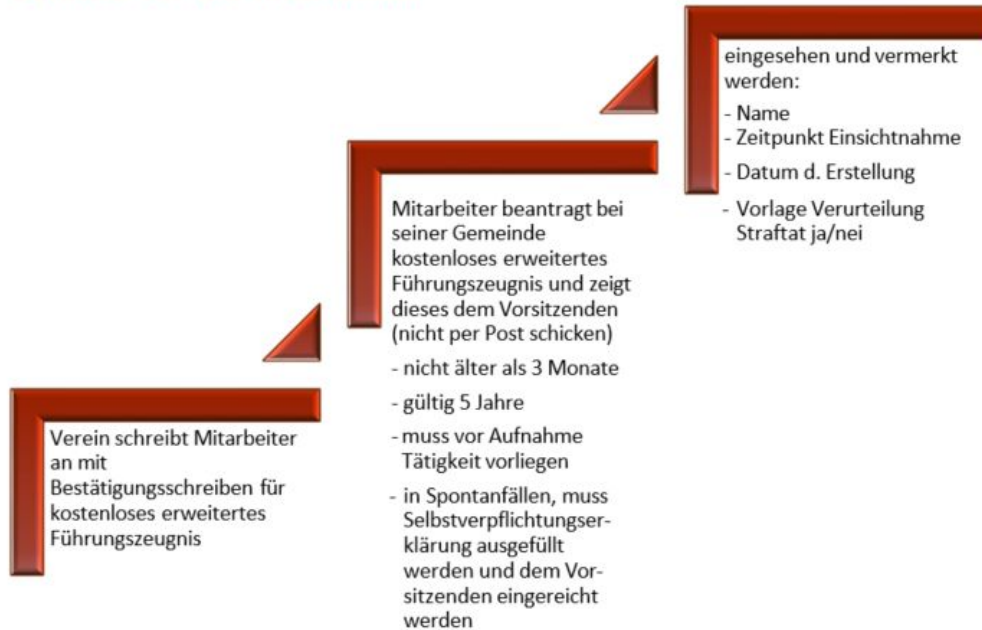 Verein schreibt Mitarbeiter
an mit
Bestätigungsschreiben für
kostenloses erweitertes
Führungszeugnis
Mitarbeiter beantragt bei
seiner Gemeinde
kostenloses erweitertes
Führungszeugnis und zeigt
dieses dem Vorsitzenden
(nicht per Post schicken)
- nicht älter als 3 Monate
- gültig 5 Jahre
- muss vor Aufnahme
Tätigkeit vorliegen
- in Spontanfällen, muss
Selbstverpflichtungser-
klärung ausgefüllt
werden und dem Vor-
sitzenden eingereicht
werden
eingesehen und vermerkt
werden:
- Name
- Zeitpunkt Einsichtnahme
- Datum d. Erstellung
- Vorlage Verurteilung
Straftat ja/nei